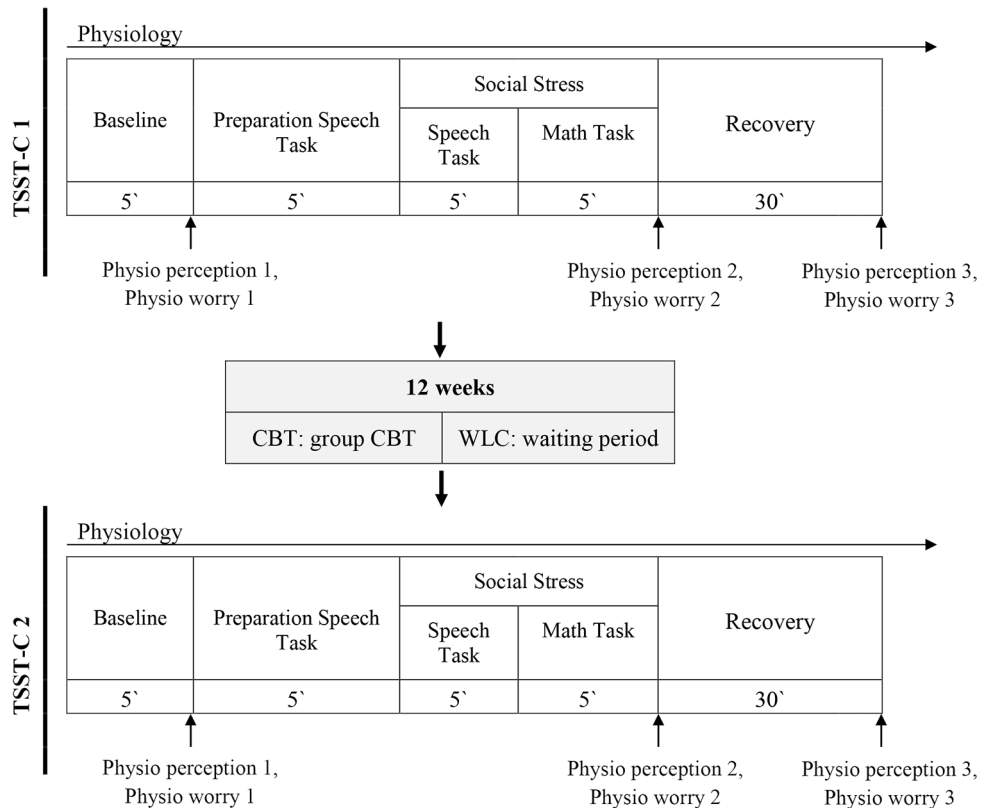 TSST-C 1
Physiology
Baseline
Preparation Speech
Task
Social Stress
Speech
Task
Math Task
Recovery
5` 5` 5` 5` 30`
Physio perception 1,
Physio worry 1
Physio perception 2,
Physio worry 2
Physio perception 3,
Physio worry 3
12 weeks
CBT: group CBT
WLC: waiting period
TSST-C 2
Physiology
Baseline
Preparation Speech
Task
Social Stress
Speech
Task
Math Task
Recovery
5` 5` 5` 5` 30`
Physio perception 1,
Physio worry 1
Physio perception 2,
Physio worry 2
Physio perception 3,
Physio worry 3